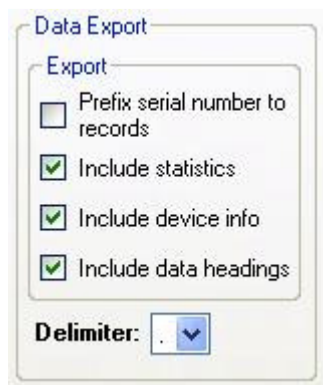 Data Export
Export
Prefix serial number to
records
Include statistics
Include device info
Include data headings
Delimiter: .